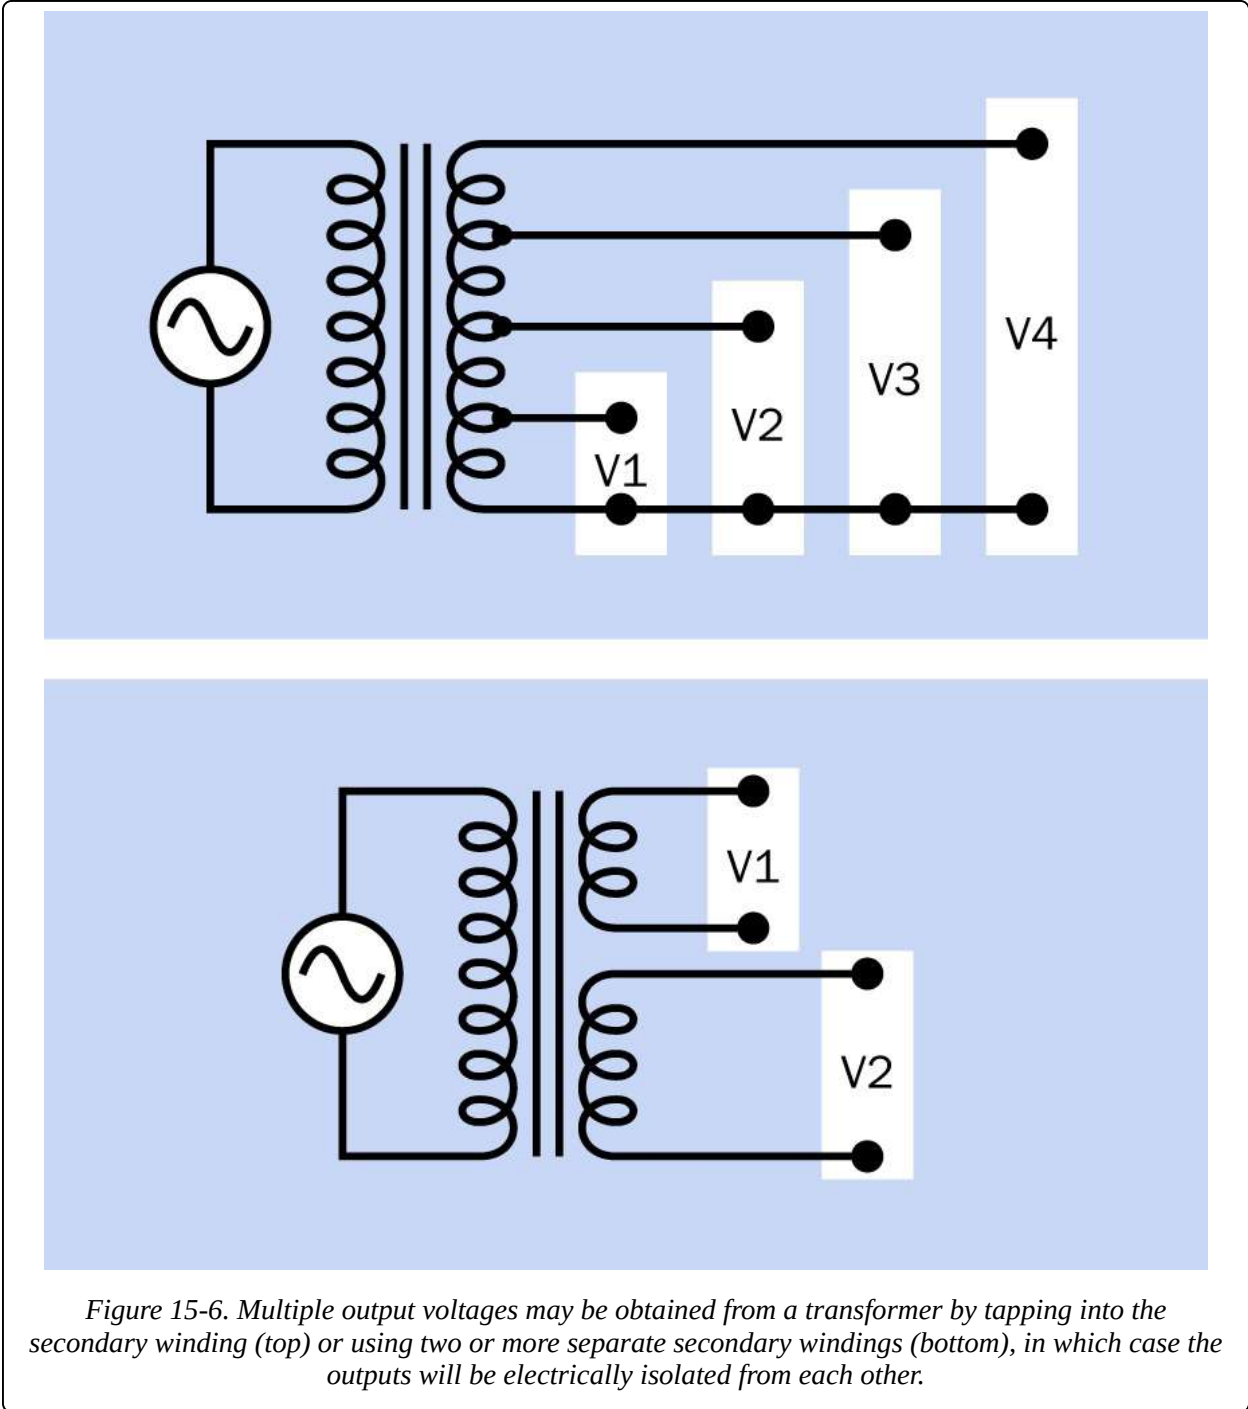 V4
V3
V2
V1
V1
V2
Figure 15-6. Multiple output voltages may be obtained from a transformer by tapping into the
secondary winding (top) or using two or more separate secondary windings (bottom), in which case the
outputs will be electrically isolated from each other.